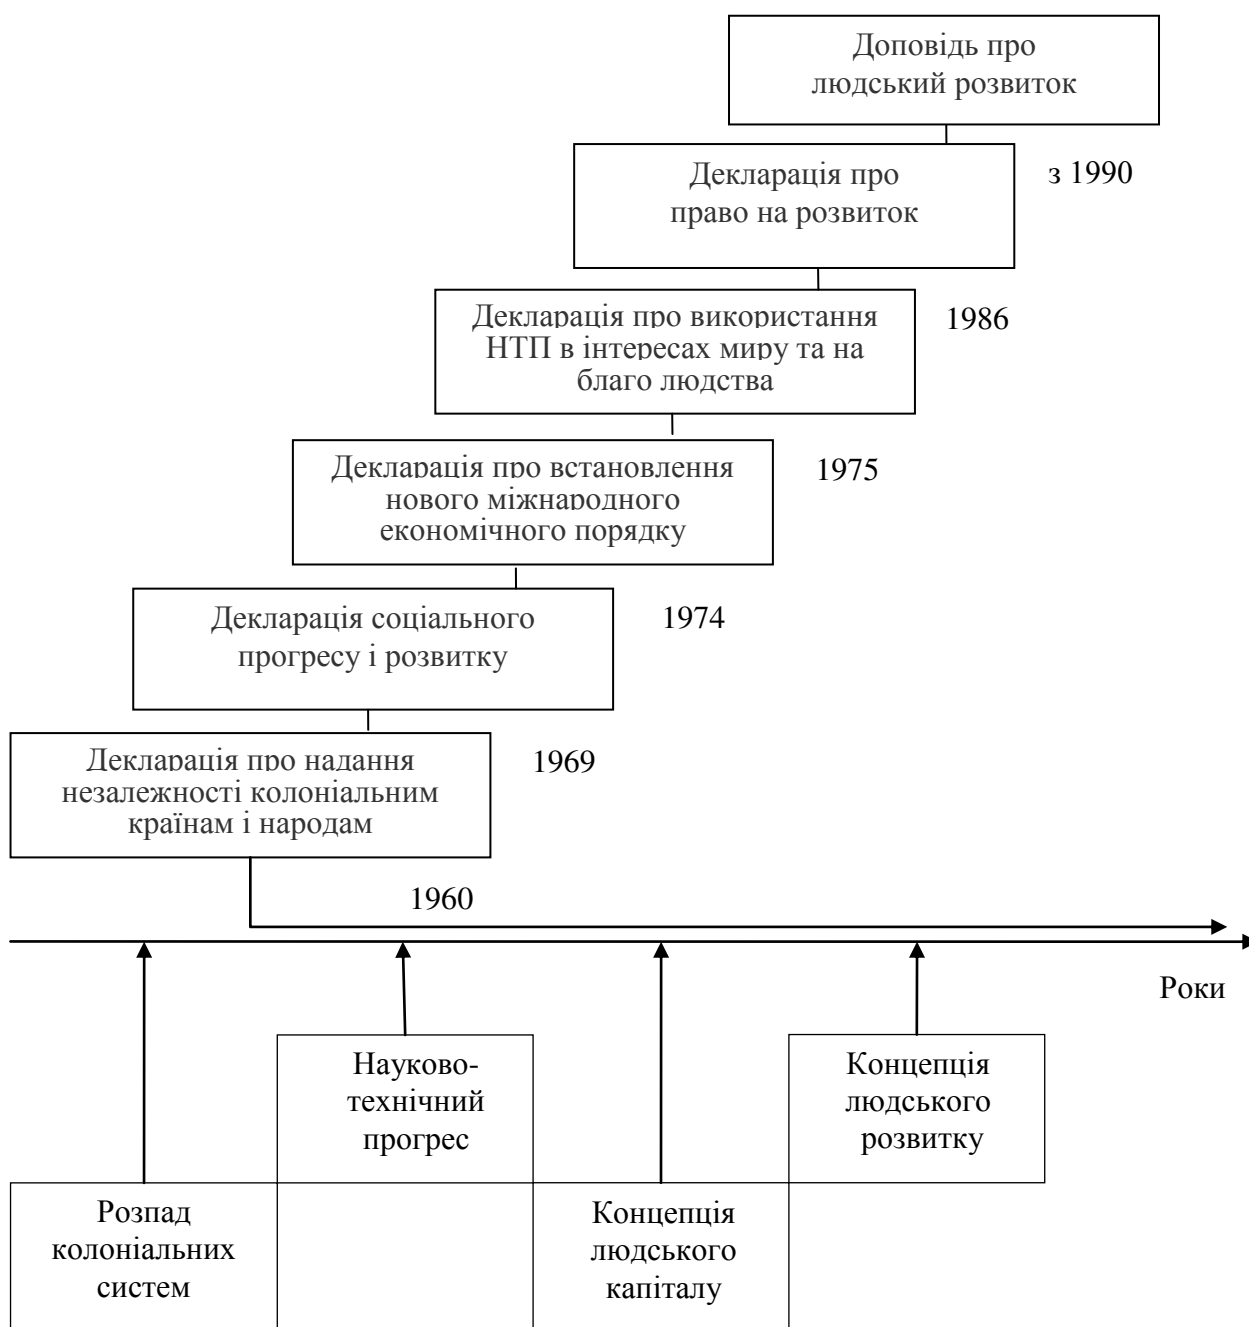 Доповідь про
людський розвиток
з 1990
Декларація про
право на розвиток
1986
Декларація про використання
НТП в інтересах миру та на
благо людства
1975
Декларація про встановлення
нового міжнародного
економічного порядку
1974
Декларація соціального
прогресу і розвитку
1969
Декларація про надання
незалежності колоніальним
країнам і народам
1960
Роки
Науково-
технічний
прогрес
Концепція
людського
розвитку
Розпад
колоніальних
систем
Концепція
людського
капіталу